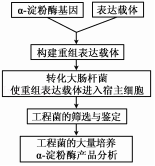 α-淀粉酶基因
表达载体
构建重组表达载体
转化大肠杆菌
使重组表达载体进入宿主细胞
工程菌的筛选与鉴定
工程菌的大量培养
α-淀粉酶产品分析